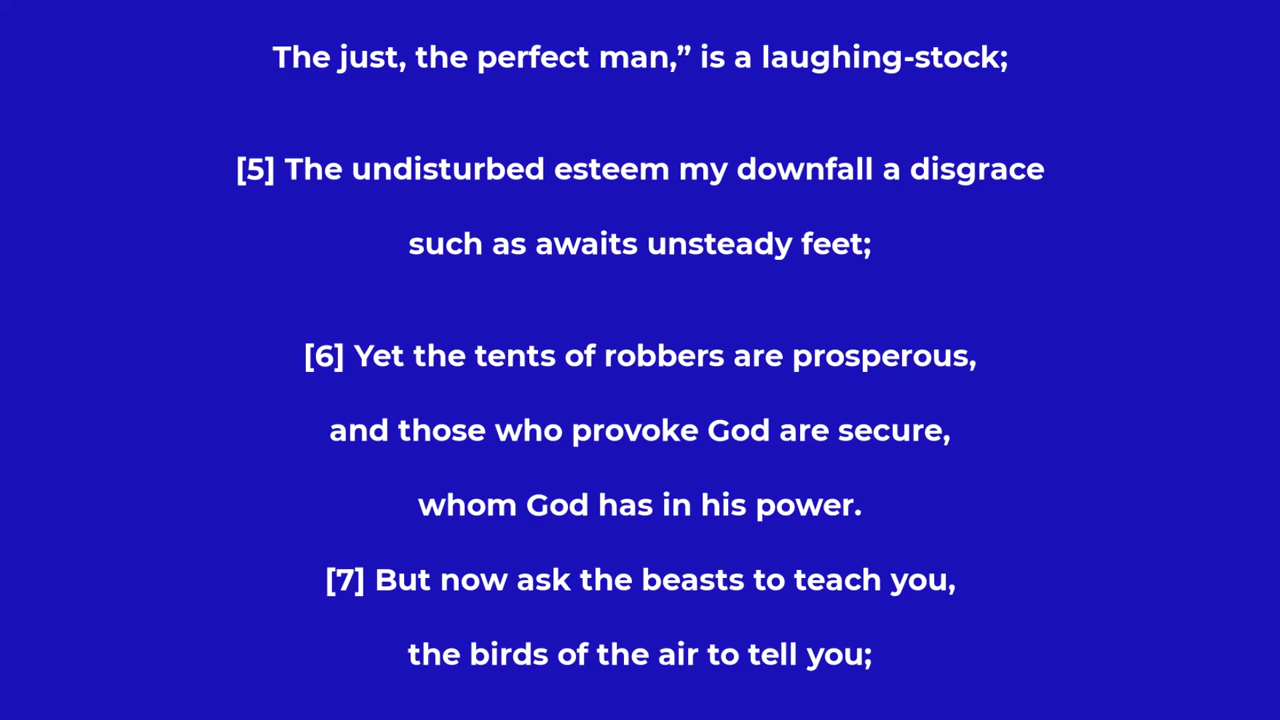 The just, the perfect man,” is a laughing-stock;
[5] The undisturbed esteem my downfall a disgrace
such as awaits unsteady feet;
[6] Yet the tents of robbers are prosperous,
and those who provoke God are secure,
whom God has in his power.
[7] But now ask the beasts to teach you,
the birds of the air to tell you;